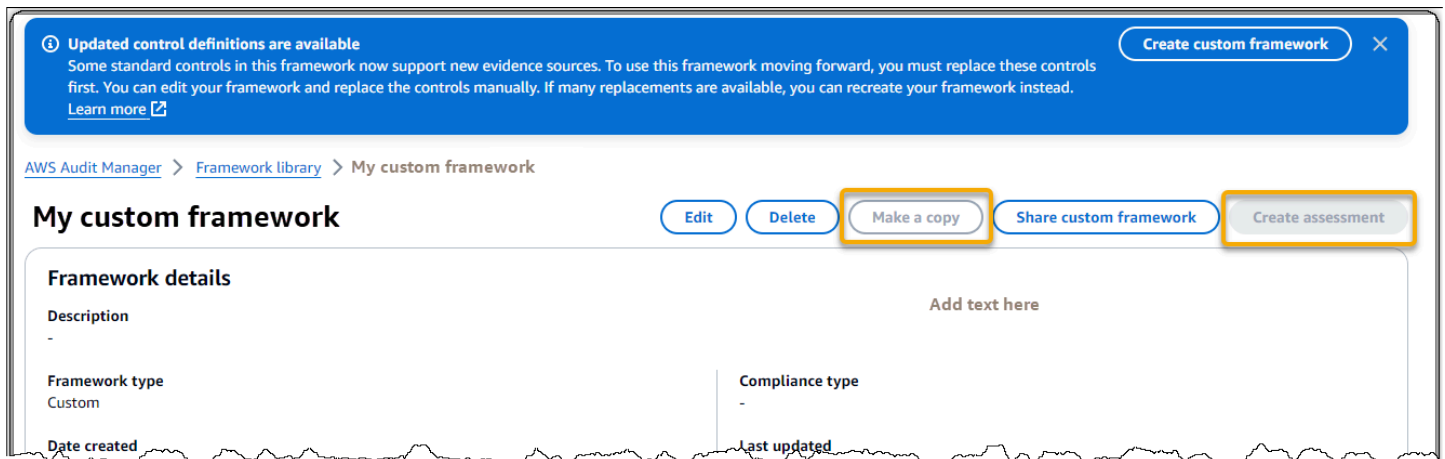 Updated control definitions are available
Create custom framework
Some standard controls in this framework now support new evidence sources. To use this framework moving forward, you must replace these controls
first. You can edit your framework and replace the controls manually. If many replacements are available, you can recreate your framework instead.
Learn more
AWS Audit Manager > Framework library > My custom framework
My custom framework
Edit
Delete
Make a copy
Share custom framework
Create assessment
Framework details
Add text here
Description
-
Framework type
Compliance type
Custom
-
Date created
Last updated